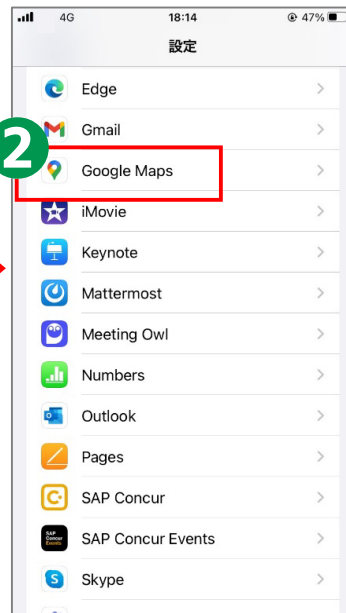 4G 18:14 47%
設定
Edge
Gmail
2
Google Maps
iMovie
Keynote
Mattermost
Meeting Owl
Numbers
Outlook
Pages
SAP Concur
SAP Concur Events
Skype